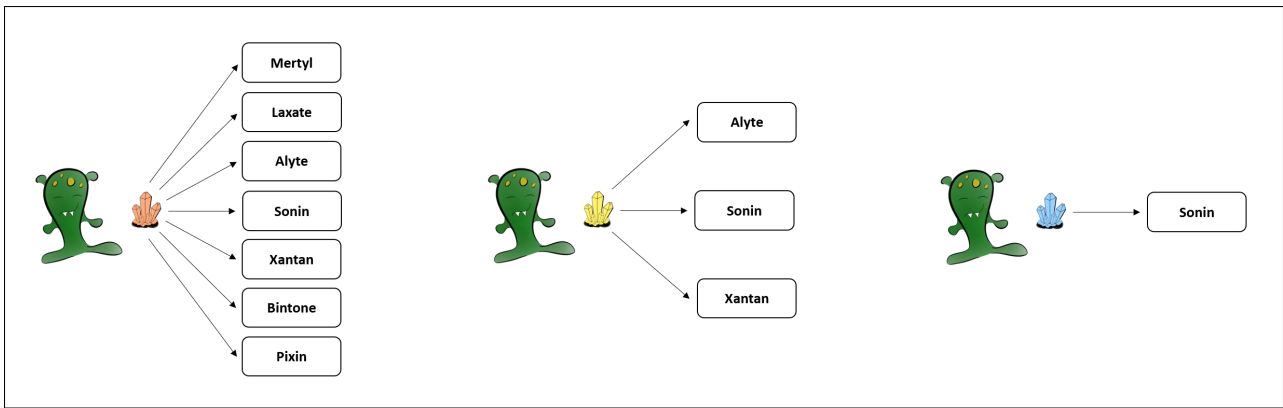 Mertyl
Laxate
Alyte
Sonin
Xantan
Bintone
Pixin
Alyte
Sonin
Xantan
Sonin